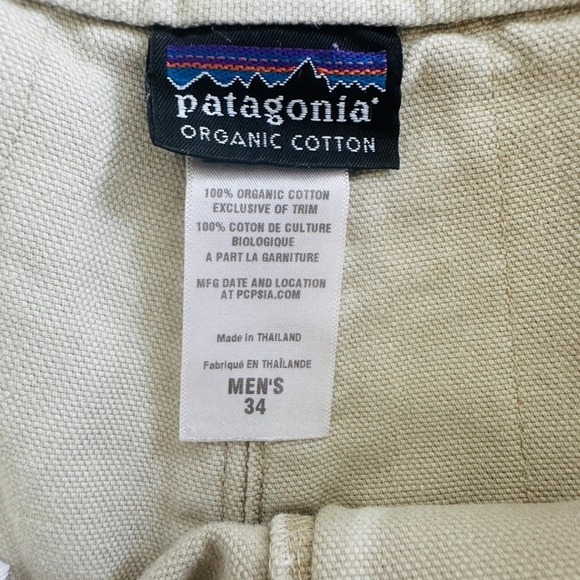 patagonia®
ORGANIC COTTON
100% ORGANIC COTTON
EXCLUSIVE OF TRIM
100% COTON DE CULTURE
BIOLOGIQUE
A PART LA GARNITURE
MFG DATE AND LOCATION
AT PCPSIA.COM
Made in THAILAND
Fabriqué EN THAÏLANDE
MEN'S
34